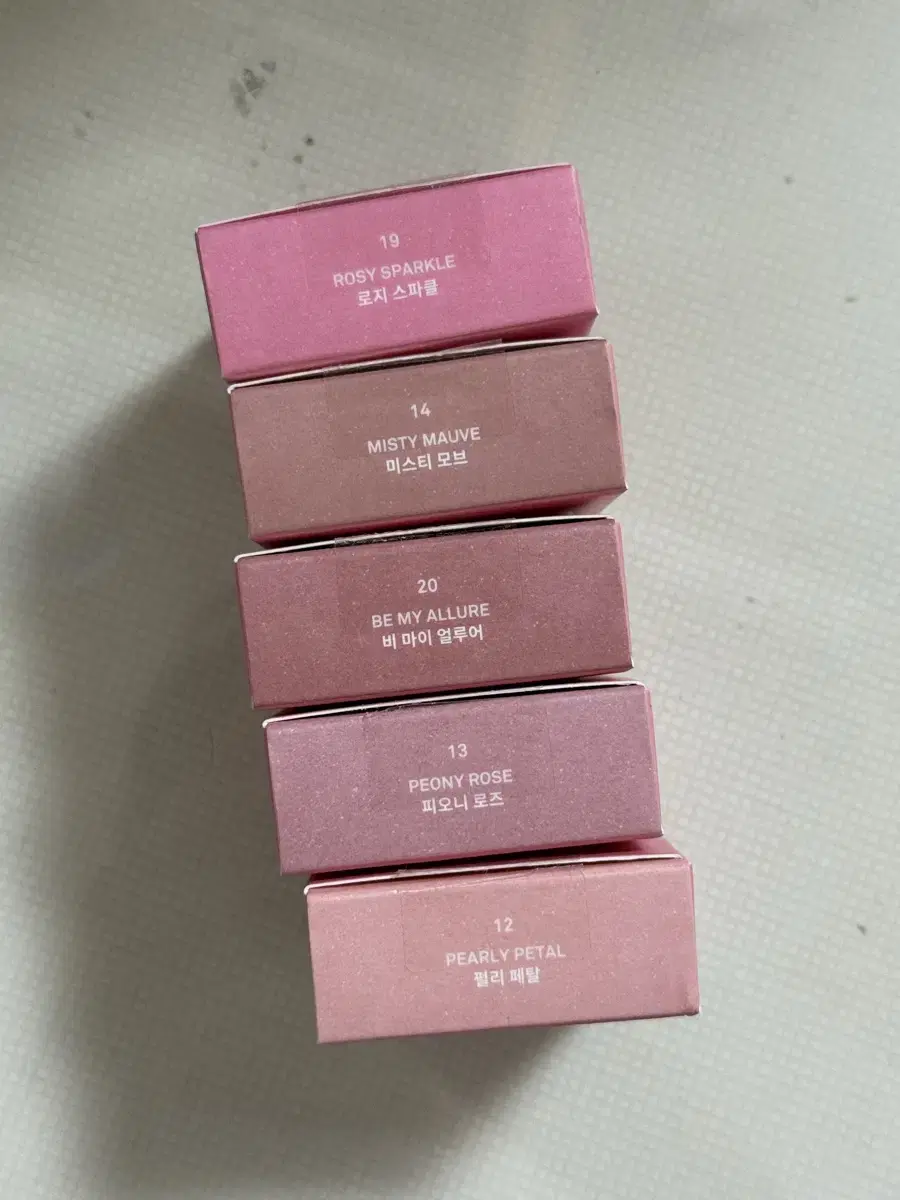 19
ROSY SPARKLE
로지 스파클
14
MISTY MAUVE
미스티 모브
20
BE MY ALLURE
비 마이 얼루어
13
PEONY ROSE
피오니 로즈
12
PEARLY PETAL
펄리 페탈